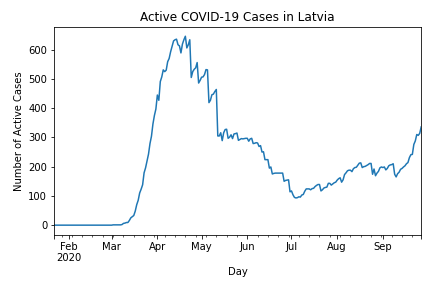 Active COVID-19 Cases in Latvia
Number of Active Cases
600
500
400
300
200
100
0
Feb Mar Apr May Jun Jul Aug Sep
2020
Day